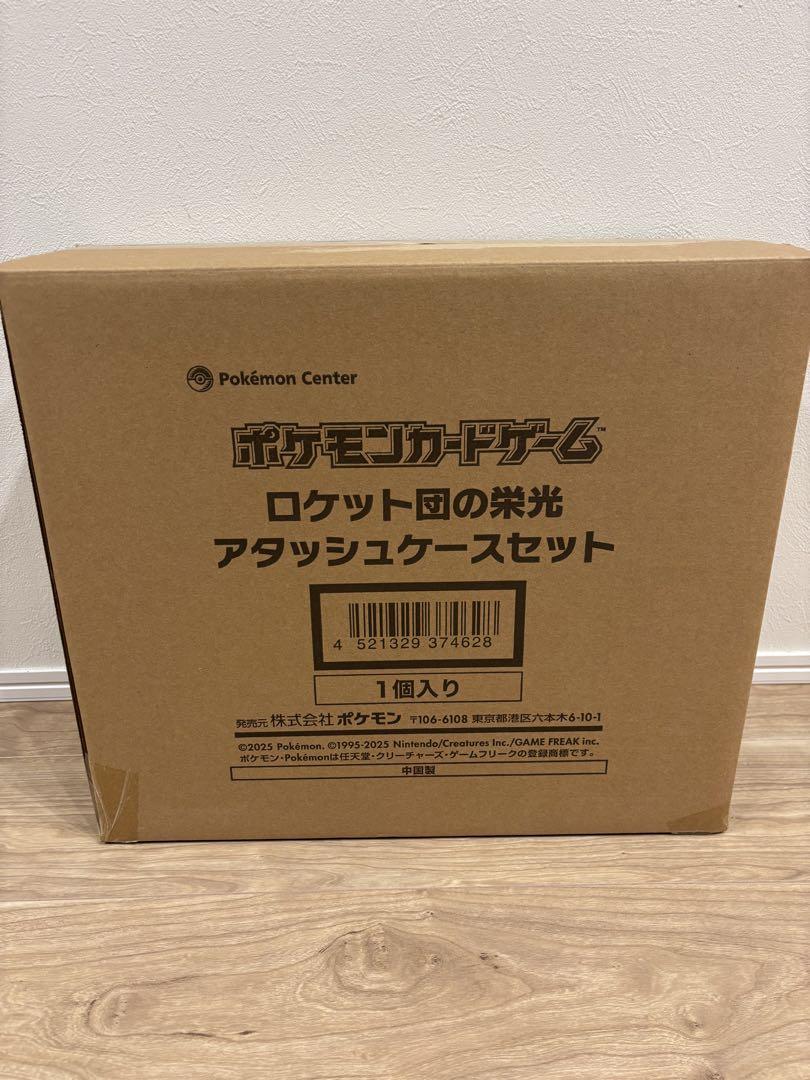 Pokémon Center
ポケモンカードゲーム™
ロケット団の栄光
アタッシュケースセット
4 521329 374628
1個入り
発売元 株式会社 ポケモン 〒106-6108 東京都港区六本木6-10-1
©2025 Pokémon. ©1995-2025 Nintendo/Creatures Inc./GAME FREAK inc.
ポケモン・Pokémonは任天堂・クリーチャーズ・ゲームフリークの登録商標です。
中国製